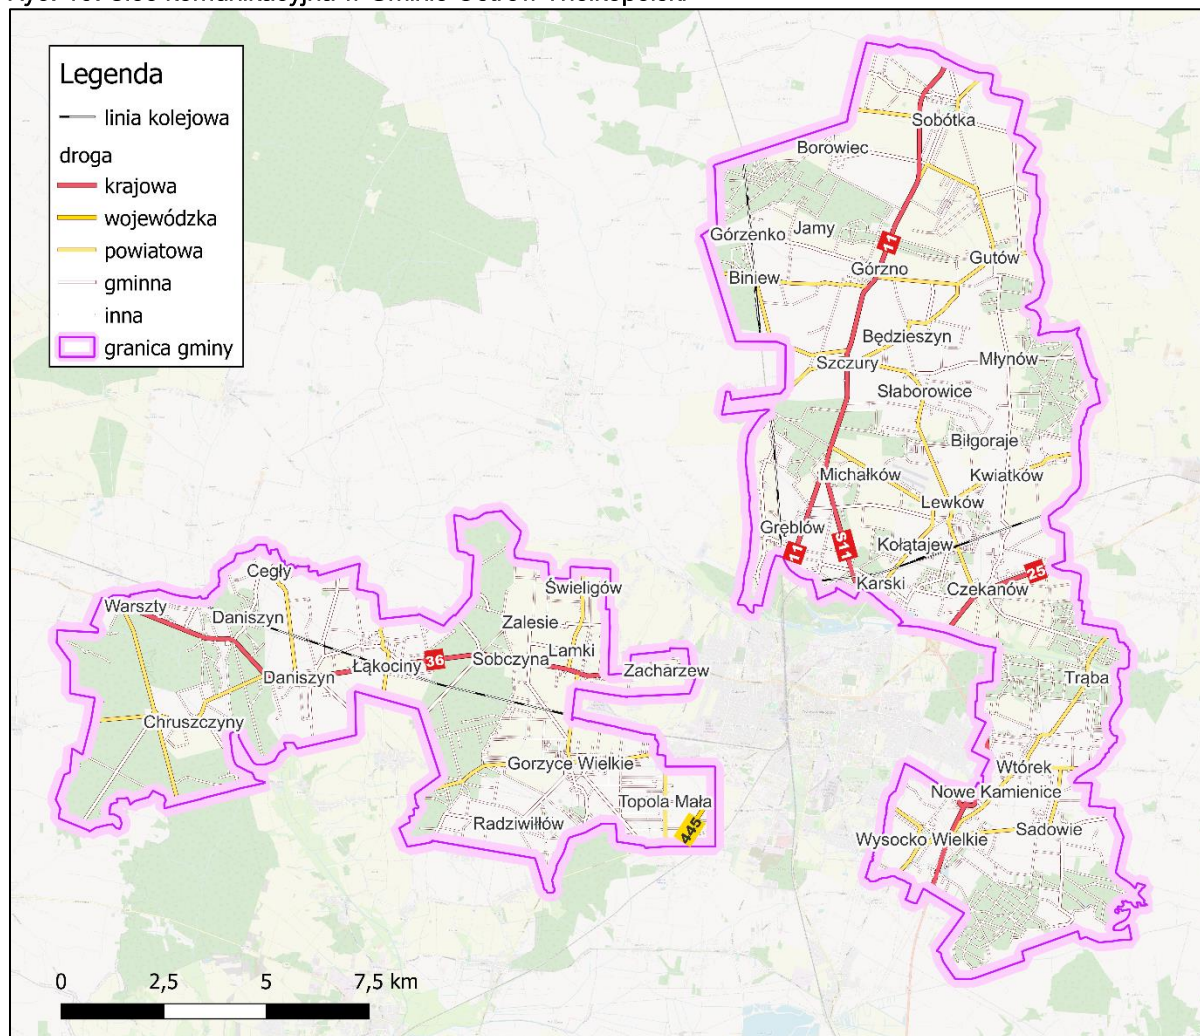 Ryc. 10. Sieć komunikacyjna w Gminie Ostrów Wielkopolski
Legenda
linia kolejowa
droga
krajowa
wojewódzka
powiatowa
gminna
inna
granica gminy
Sobótka
Borowiec
Górzenko
Jamy
11
Gutów
Biniew
Górzno
Będzieszyn
Szczury
Młynów
Słaborowice
Biłgoraje
Michałków
Kwiatków
Lewków
Gręblów
11
S11
Kołątajew
Karski
25
Czekanów
Cegły
Świeligów
Warszty
Daniszyn
Zalesie
Łąkociny
36
Sobczyna
Lamki
Zacharzew
Daniszyn
Trąba
Chruszczyny
Gorzyce Wielkie
Wtórek
Nowe Kamienice
Topola Mała
Radziwiłłów
445
Sadowie
Wysocko Wielkie
0 2,5 5 7,5 km